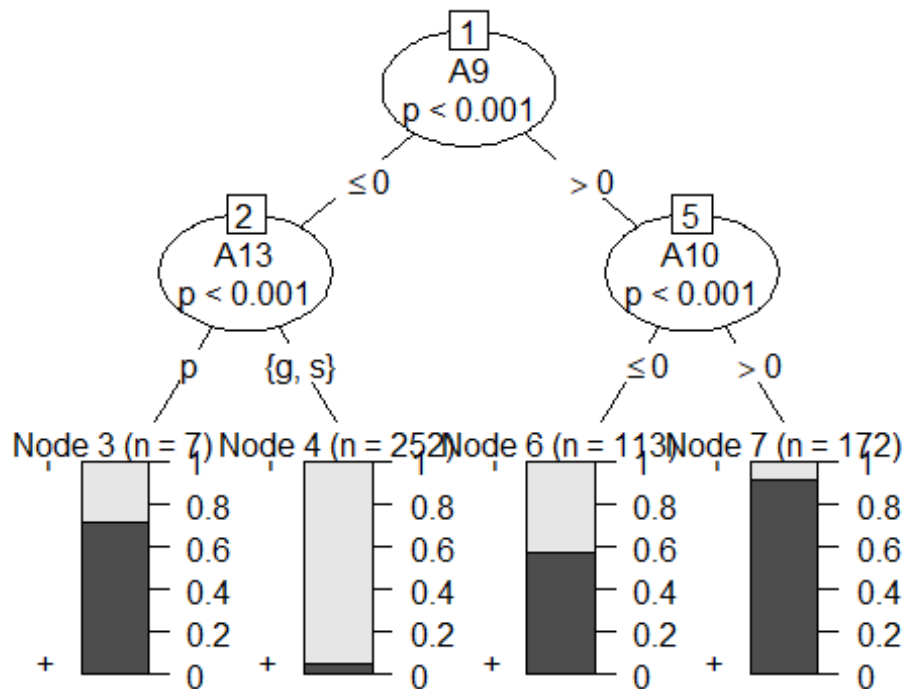 1
A9
p < 0.001
≤ 0 > 0
2 5
A13 A10
p < 0.001 p < 0.001
p {g, s} ≤ 0 > 0
Node 3 (n = 7) Node 4 (n = 252) Node 6 (n = 113) Node 7 (n = 172)
- 1 - 1 - 1 - 1
0.8 0.8 0.8 0.8
0.6 0.6 0.6 0.6
0.4 0.4 0.4 0.4
0.2 0.2 0.2 0.2
+ 0 + 0 + 0 + 0